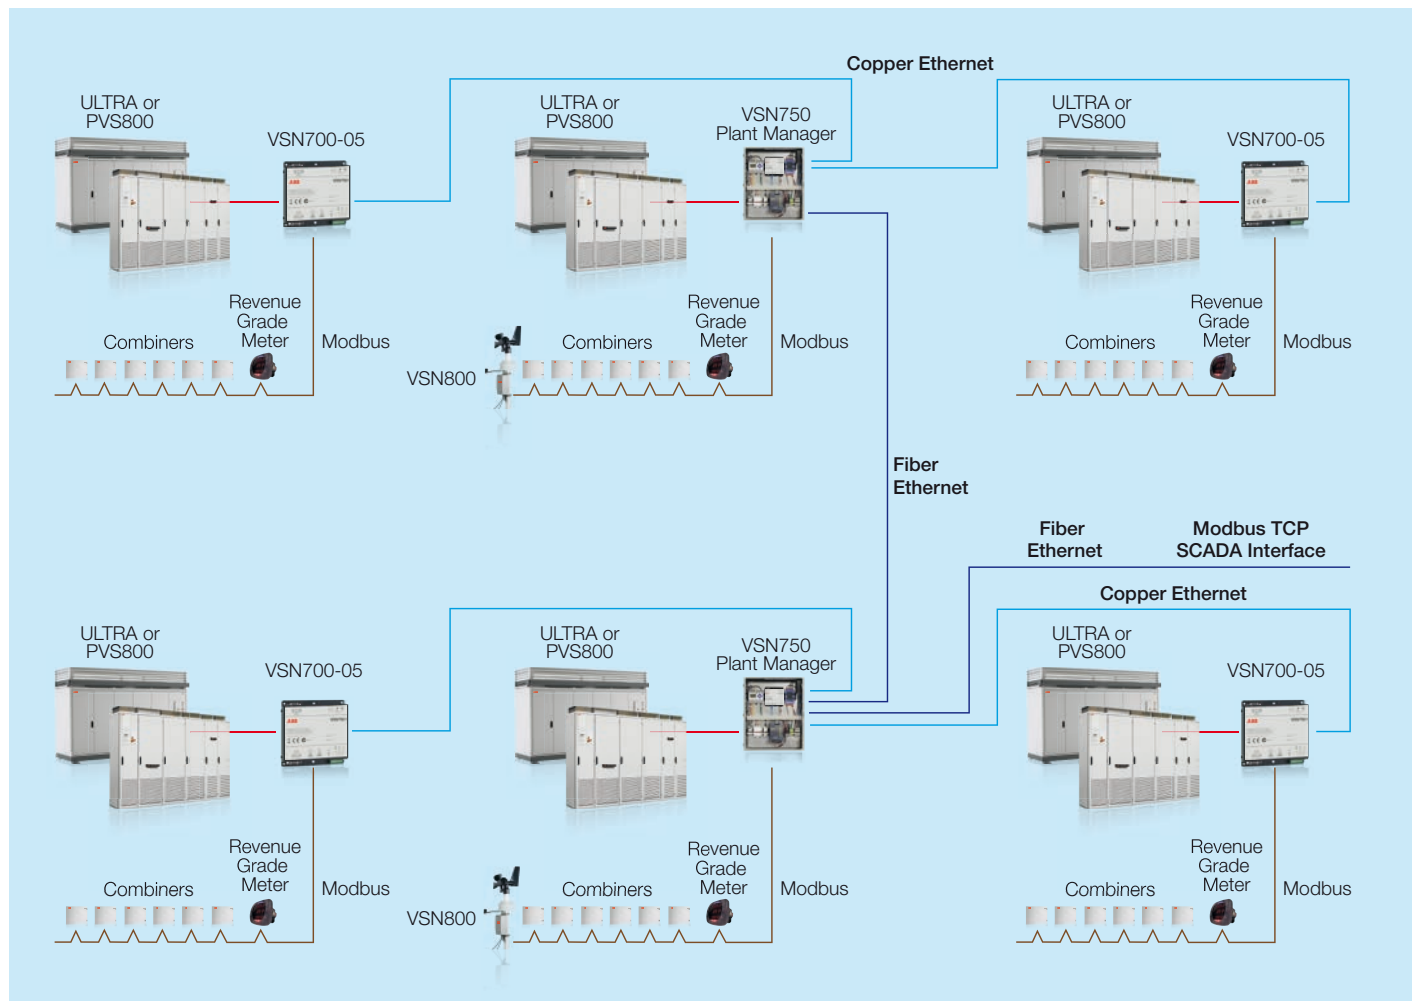 Copper Ethernet
ULTRA or
PVS800
VSN700-05
ULTRA or
PVS800
VSN750
Plant Manager
ULTRA or
PVS800
VSN700-05
ABB
ABB
Combiners
Revenue
Grade
Meter
Modbus
VSN800
Combiners
Revenue
Grade
Meter
Modbus
Combiners
Revenue
Grade
Meter
Modbus
Fiber
Ethernet
Fiber
Ethernet
Modbus TCP
SCADA Interface
Copper Ethernet
ULTRA or
PVS800
VSN700-05
ULTRA or
PVS800
VSN750
Plant Manager
ULTRA or
PVS800
VSN700-05
ABB
ABB
Combiners
Revenue
Grade
Meter
Modbus
VSN800
Combiners
Revenue
Grade
Meter
Modbus
Combiners
Revenue
Grade
Meter
Modbus